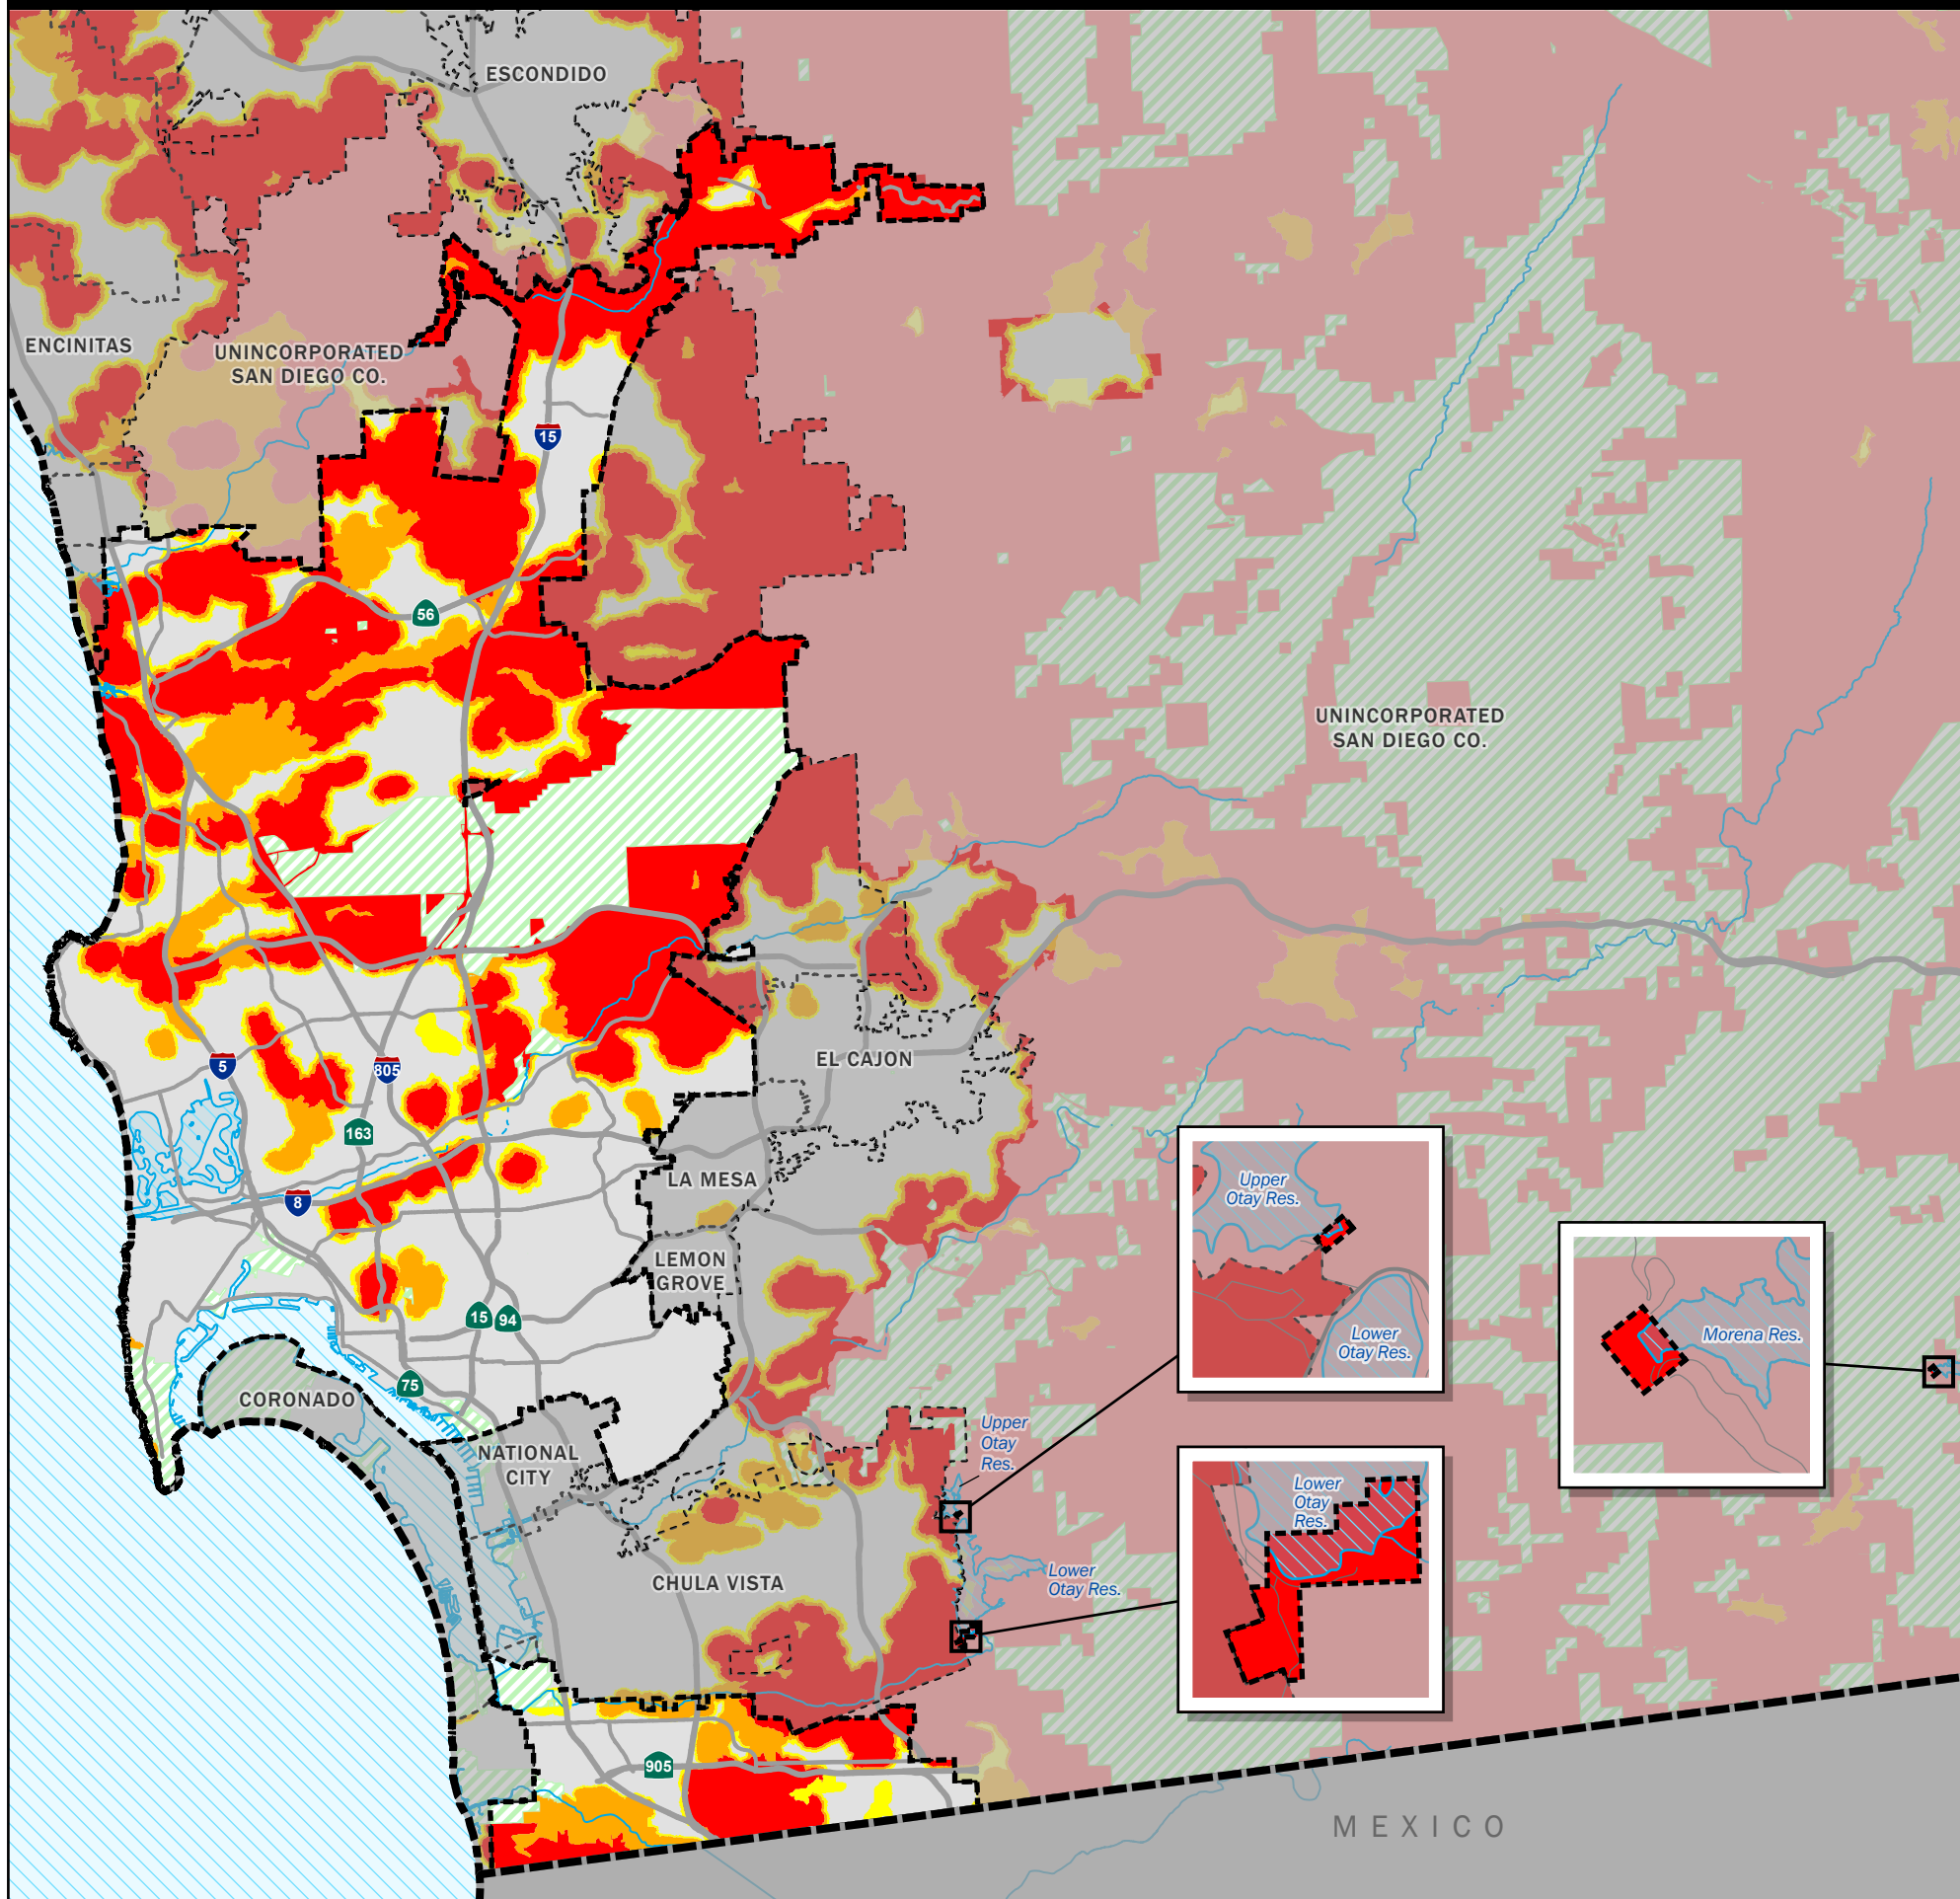 ESCONDIDO
ENCINITAS
UNINCORPORATED
SAN DIEGO CO.
15
56
UNINCORPORATED
SAN DIEGO CO.
5
805
EL CAJON
163
8
LA MESA
Upper
Otay Res.
LEMON
GROVE
15
94
Lower
Otay Res.
Morena Res.
75
CORONADO
NATIONAL
CITY
Upper
Otay
Res.
Lower
Otay
Res.
CHULA VISTA
Lower
Otay Res.
905
MEXICO